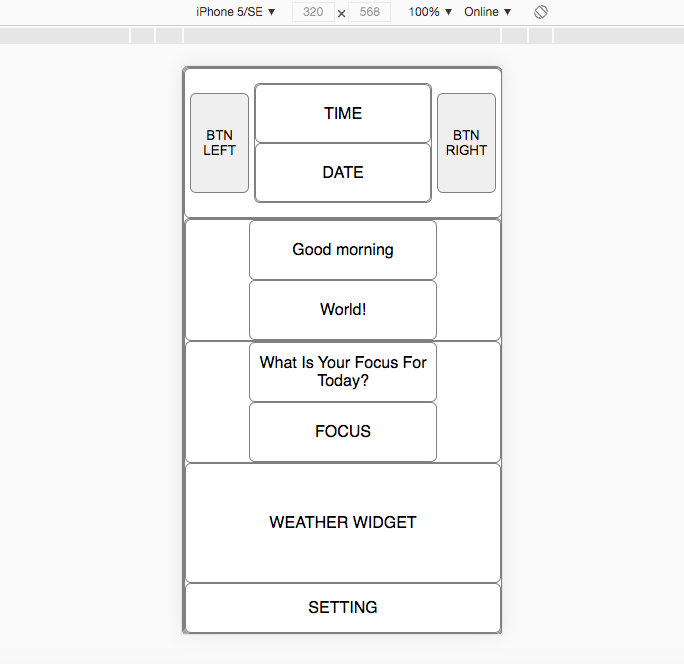 iPhone 5/SE ▼ 320 × 568 100% ▼ Online ▼
TIME
BTN
LEFT
BTN
RIGHT
DATE
Good morning
World!
What Is Your Focus For
Today?
FOCUS
WEATHER WIDGET
SETTING